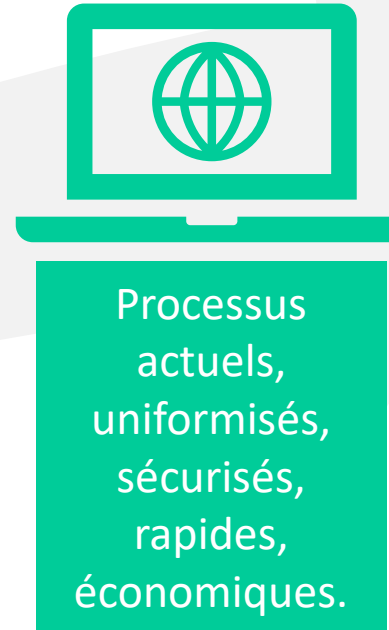 Processus
actuels,
uniformisés,
sécurisés,
rapides,
économiques.